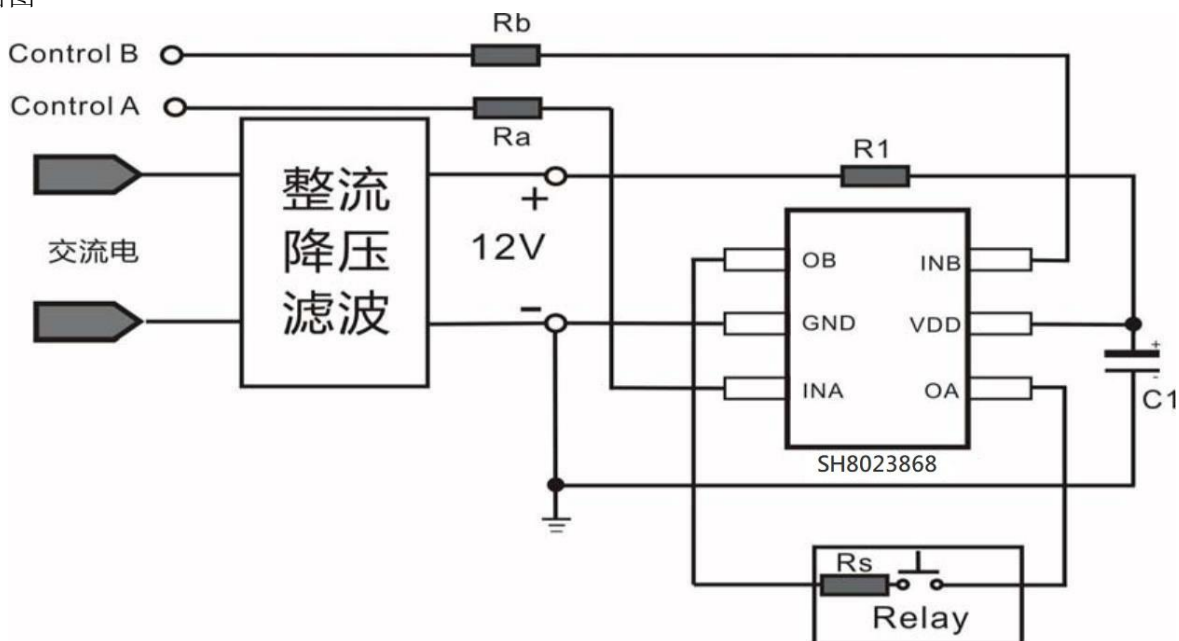 Rb
Control B
Control A
Ra
R1
整流
降压
滤波
+
12V
-
交流电
OB
INB
GND
VDD
INA
OA
+
-
C1
SH8023868
Rs
Relay